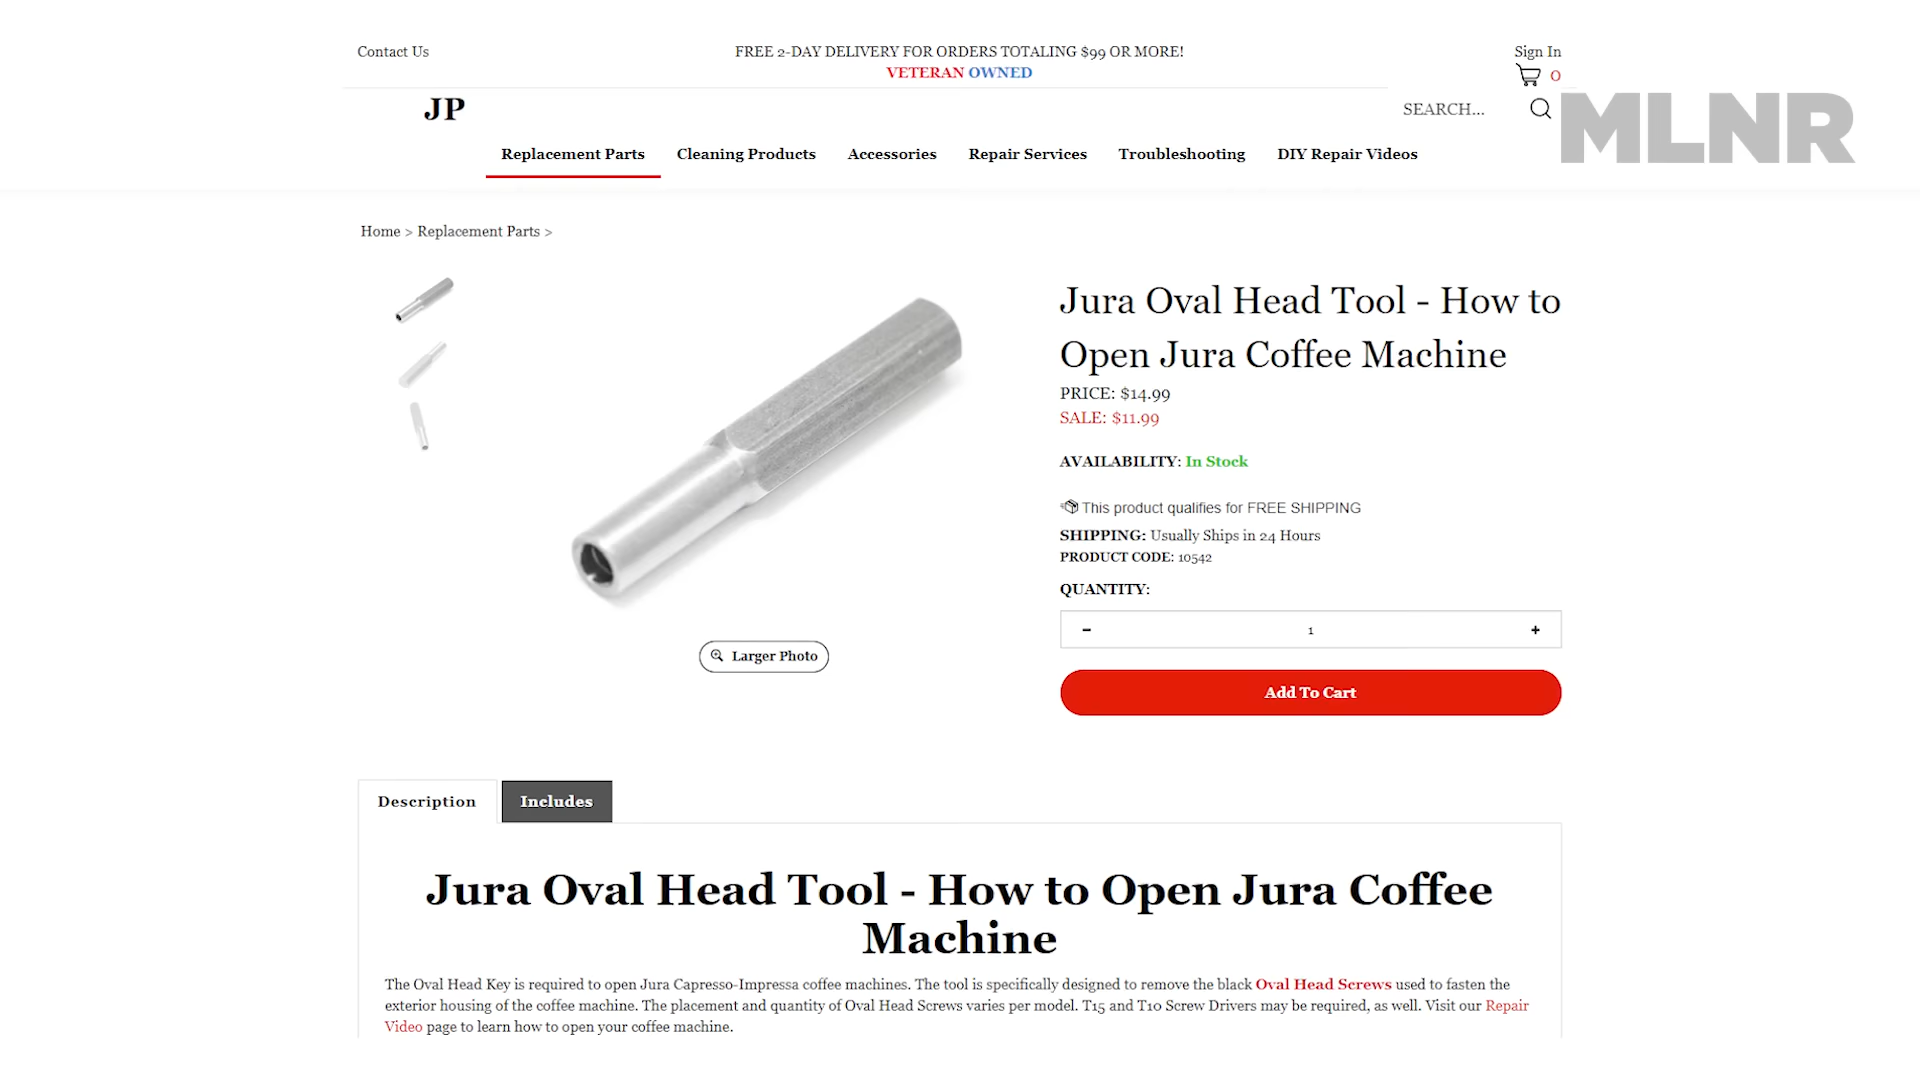 Contact Us
FREE 2-DAY DELIVERY FOR ORDERS TOTALING $99 OR MORE!
Sign In
VETERAN OWNED
0
JP
SEARCH...
MLNR
Replacement Parts
Cleaning Products
Accessories
Repair Services
Troubleshooting
DIY Repair Videos
Home > Replacement Parts >
Jura Oval Head Tool - How to
Open Jura Coffee Machine
PRICE: $14.99
SALE: $11.99
AVAILABILITY: In Stock
This product qualifies for FREE SHIPPING
SHIPPING: Usually Ships in 24 Hours
PRODUCT CODE: 10542
QUANTITY:
- 1 +
Larger Photo
Add To Cart
Description
Includes
Jura Oval Head Tool - How to Open Jura Coffee
Machine
The Oval Head Key is required to open Jura Capresso-Impressa coffee machines. The tool is specifically designed to remove the black Oval Head Screws used to fasten the
exterior housing of the coffee machine. The placement and quantity of Oval Head Screws varies per model. T15 and T10 Screw Drivers may be required, as well. Visit our Repair
Video page to learn how to open your coffee machine.